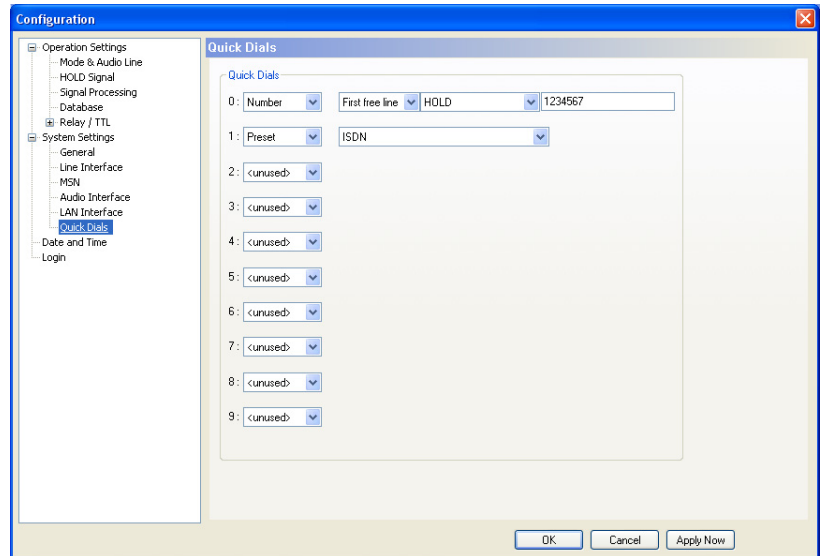 Configuration
Operation Settings
Mode & Audio Line
HOLD Signal
Signal Processing
Database
Relay / TTL
System Settings
General
Line Interface
MSN
Audio Interface
LAN Interface
Quick Dials
Date and Time
Login
Quick Dials
Quick Dials
0: Number First free line HOLD 1234567
1: Preset ISDN
2: <unused>
3: <unused>
4: <unused>
5: <unused>
6: <unused>
7: <unused>
8: <unused>
9: <unused>
OK Cancel Apply Now